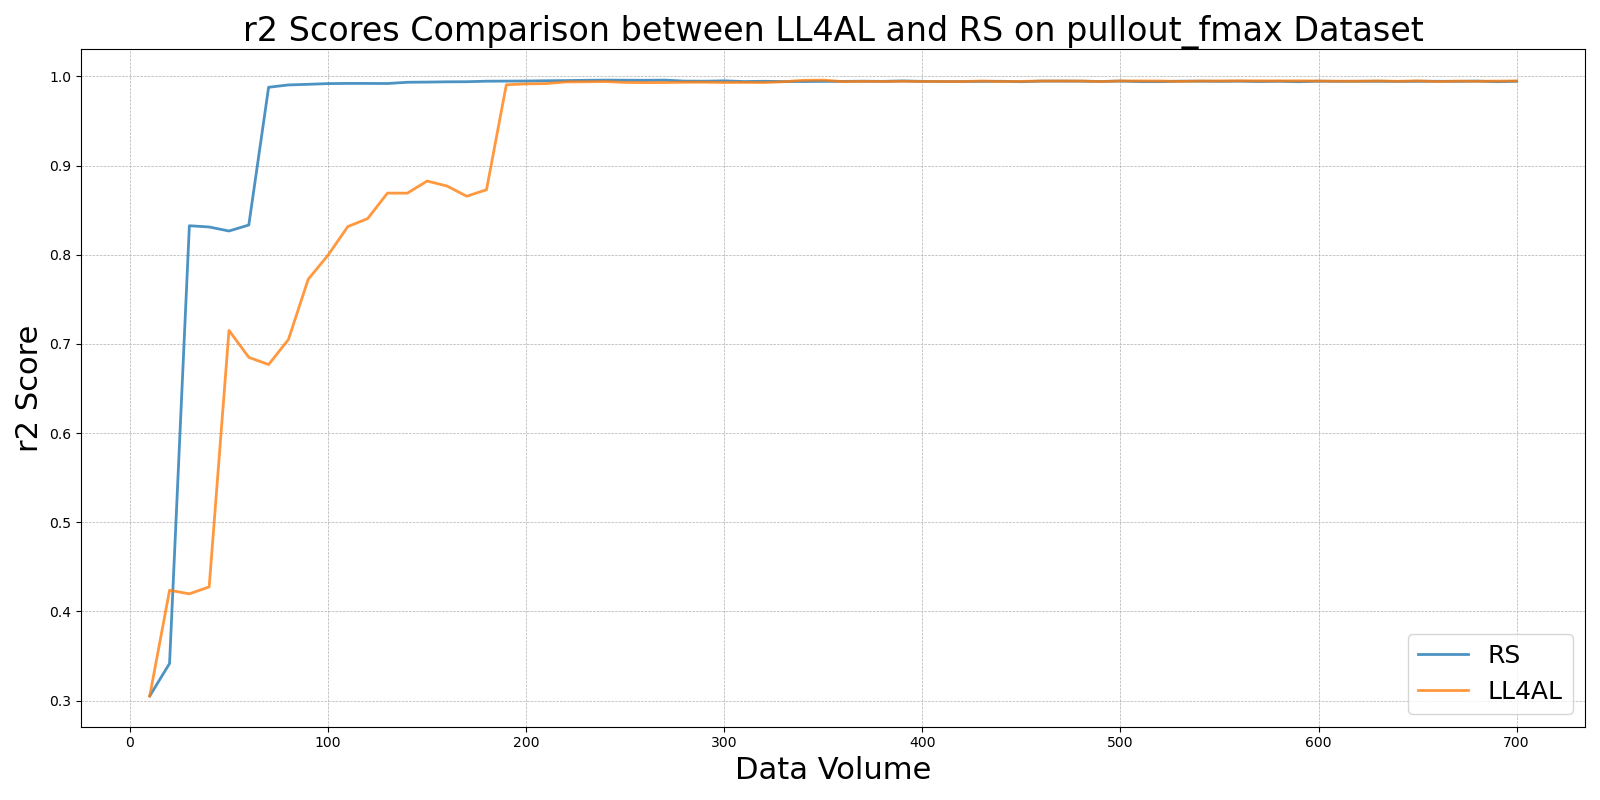 r2 Scores Comparison between LL4AL and RS on pullout_fmax Dataset
r2 Score
1.0
0.9
0.8
0.7
0.6
0.5
0.4
0.3
RS
LL4AL
0 100 200 300 400 500 600 700
Data Volume